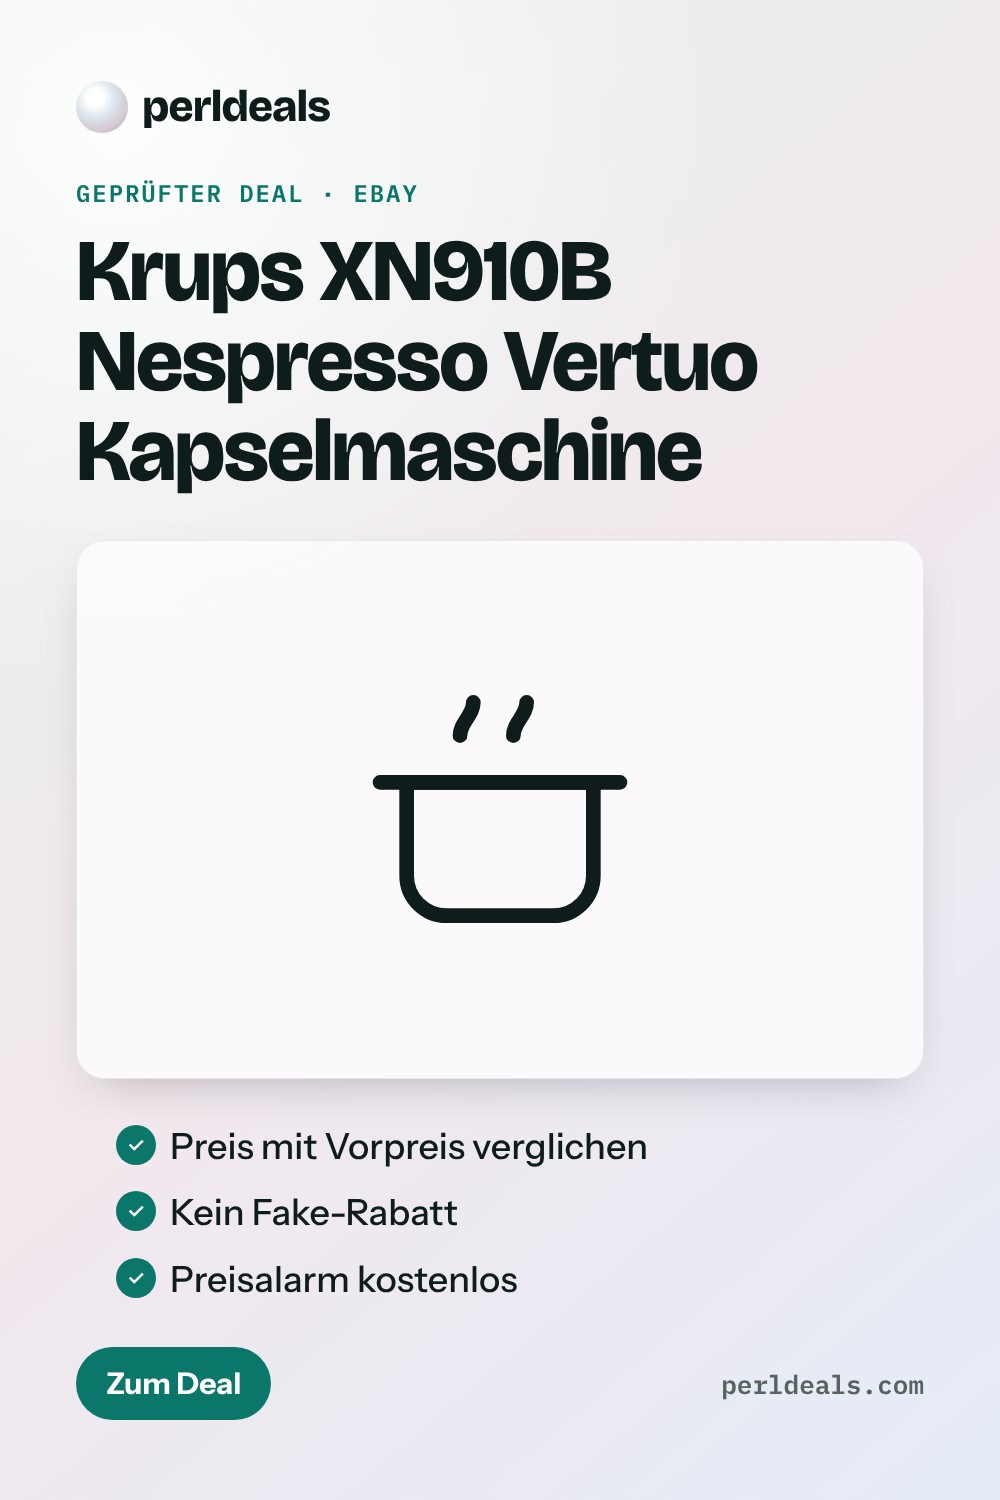 perldeals
GEPRÜFTER DEAL · EBAY
Krups XN910B
Nespresso Vertuo
Kapselmaschine
Preis mit Vorpreis verglichen
Kein Fake-Rabatt
Preisalarm kostenlos
Zum Deal
perldeals.com